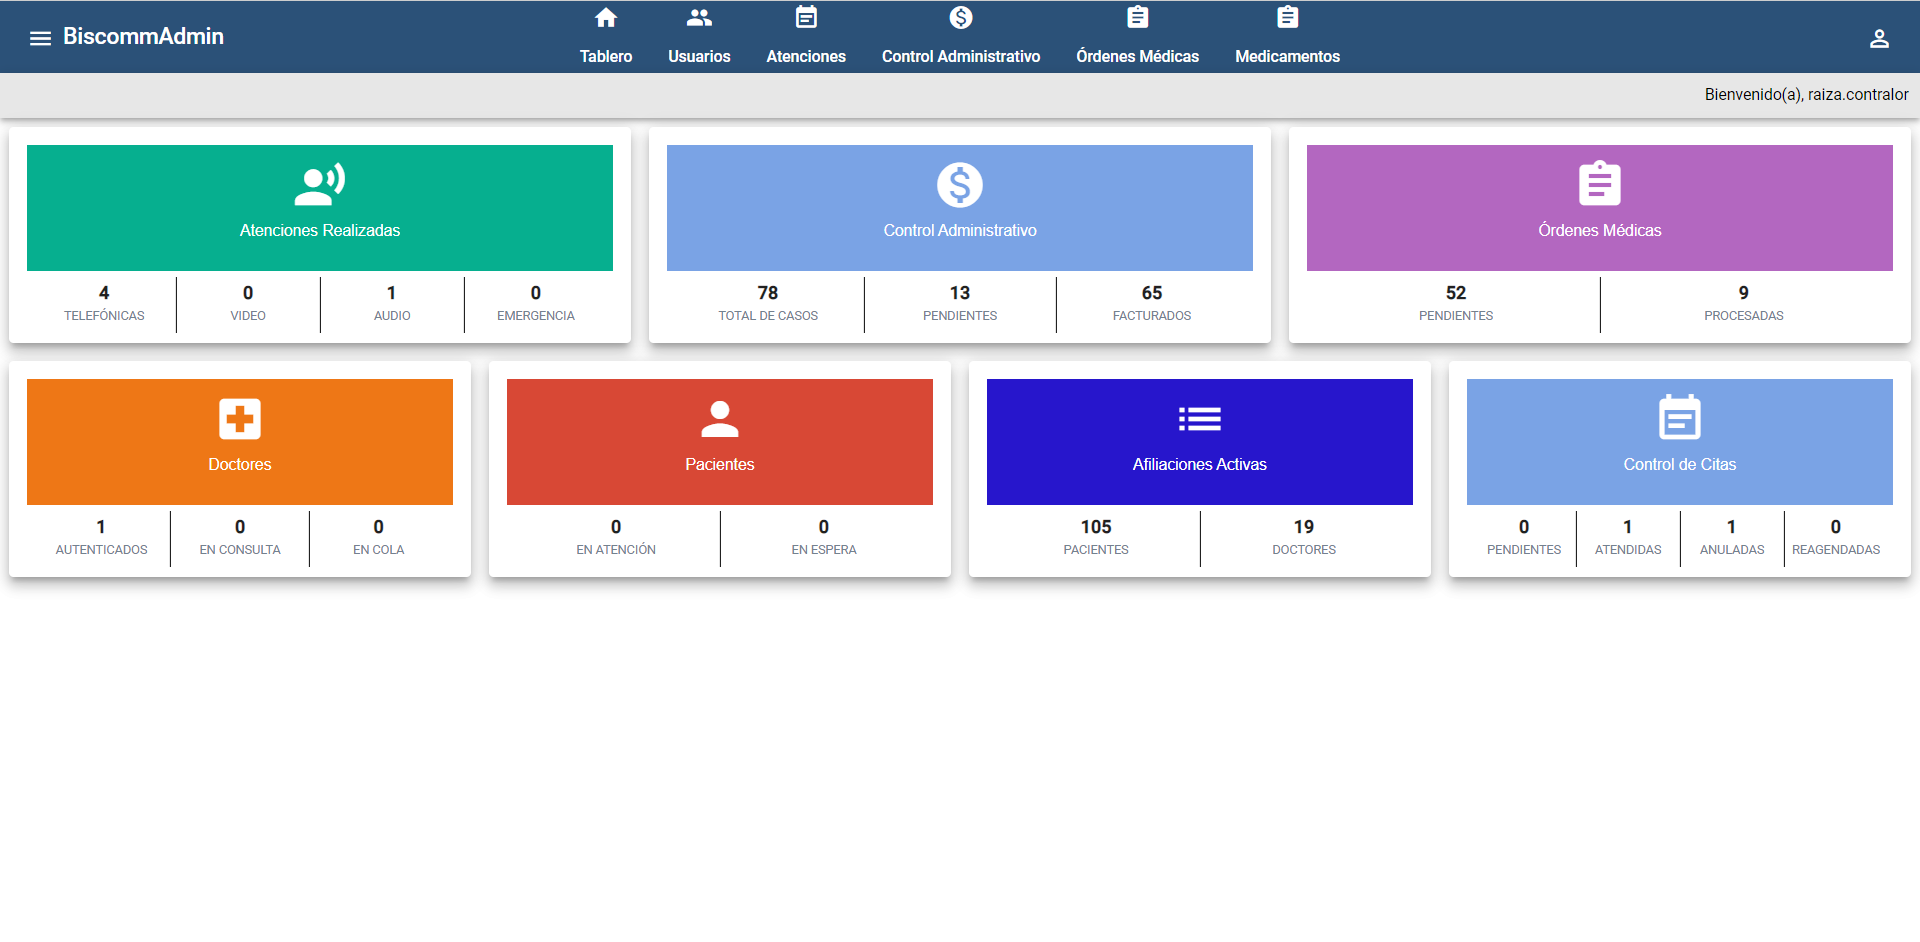 BiscommAdmin
Tablero
Usuarios
Atenciones
Control Administrativo
Órdenes Médicas
Medicamentos
Bienvenido(a), raiza.contralor
Atenciones Realizadas
4
TELEFÓNICAS
0
VIDEO
1
AUDIO
0
EMERGENCIA
Control Administrativo
78
TOTAL DE CASOS
13
PENDIENTES
65
FACTURADOS
Órdenes Médicas
52
PENDIENTES
9
PROCESADAS
Doctores
1
AUTENTICADOS
0
EN CONSULTA
0
EN COLA
Pacientes
0
EN ATENCIÓN
0
EN ESPERA
Afiliaciones Activas
105
PACIENTES
19
DOCTORES
Control de Citas
0
PENDIENTES
1
ATENDIDAS
1
ANULADAS
0
REAGENDADAS